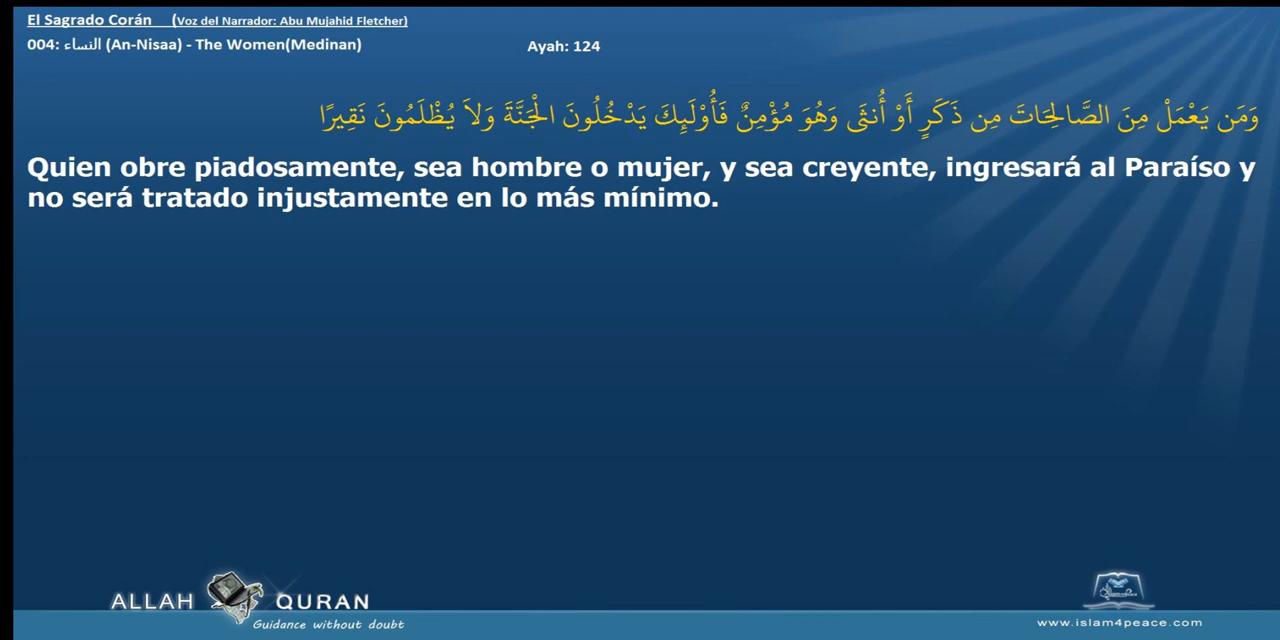 El Sagrado Corán (Voz del Narrador: Abu Mujahid Fletcher)
004: النساء (An-Nisaa) - The Women(Medinan) Ayah: 124
وَمَن يَعْمَلْ مِنَ الصَّالِحَاتَ مِن ذَكَرٍ أَوْ أُنثَى وَهُوَ مُؤْمِنٌ فَأُوْلَئِكَ يَدْخُلُونَ الْجَنَّةَ وَلاَ يُظْلَمُونَ نَقِيرًا
Quien obre piadosamente, sea hombre o mujer, y sea creyente, ingresará al Paraíso y
no será tratado injustamente en lo más mínimo.
ALLAH QURAN
Guidance without doubt
www.islam4peace.com